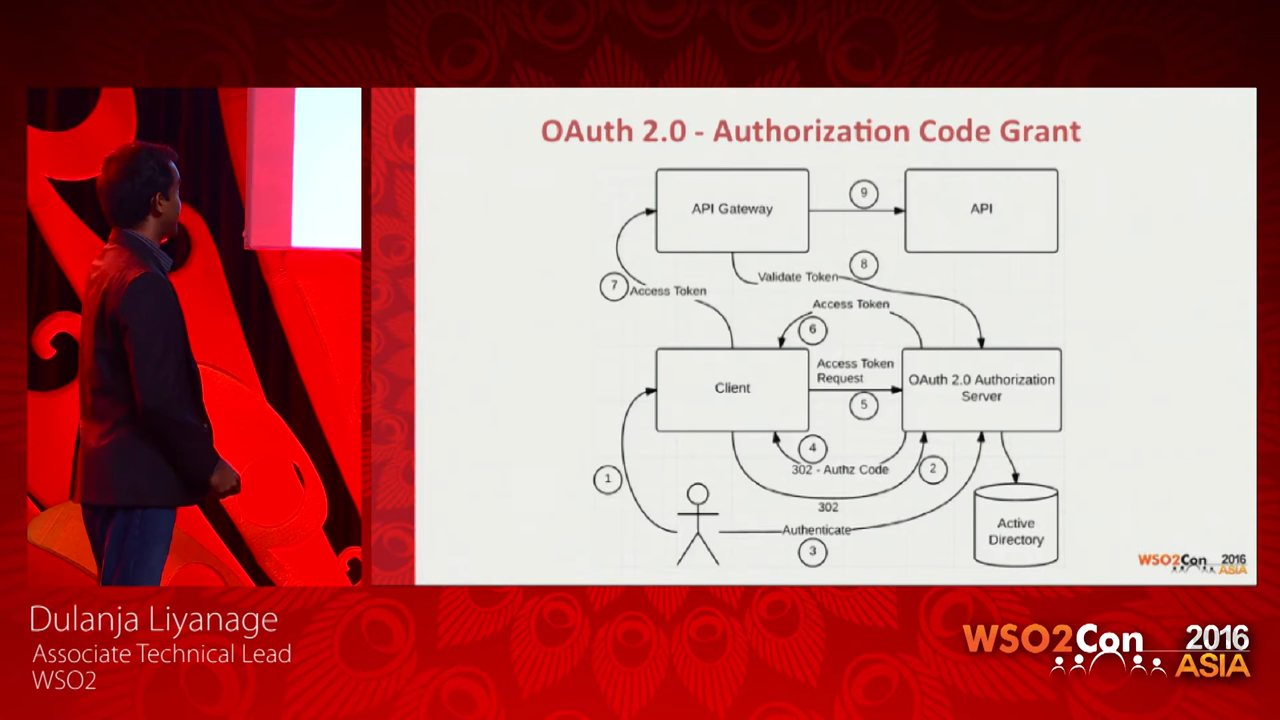 OAuth 2.0 - Authorization Code Grant
API Gateway
9
API
8
Validate Token
7
Access Token
Access Token
6
Client
Access Token
Request
5
OAuth 2.0 Authorization
Server
4
302 - Authz Code
2
1
302
Authenticate
3
Active
Directory
WSO2Con 2016
ASIA
Dulanja Liyanage
Associate Technical Lead
WSO2
WSO2Con 2016
ASIA